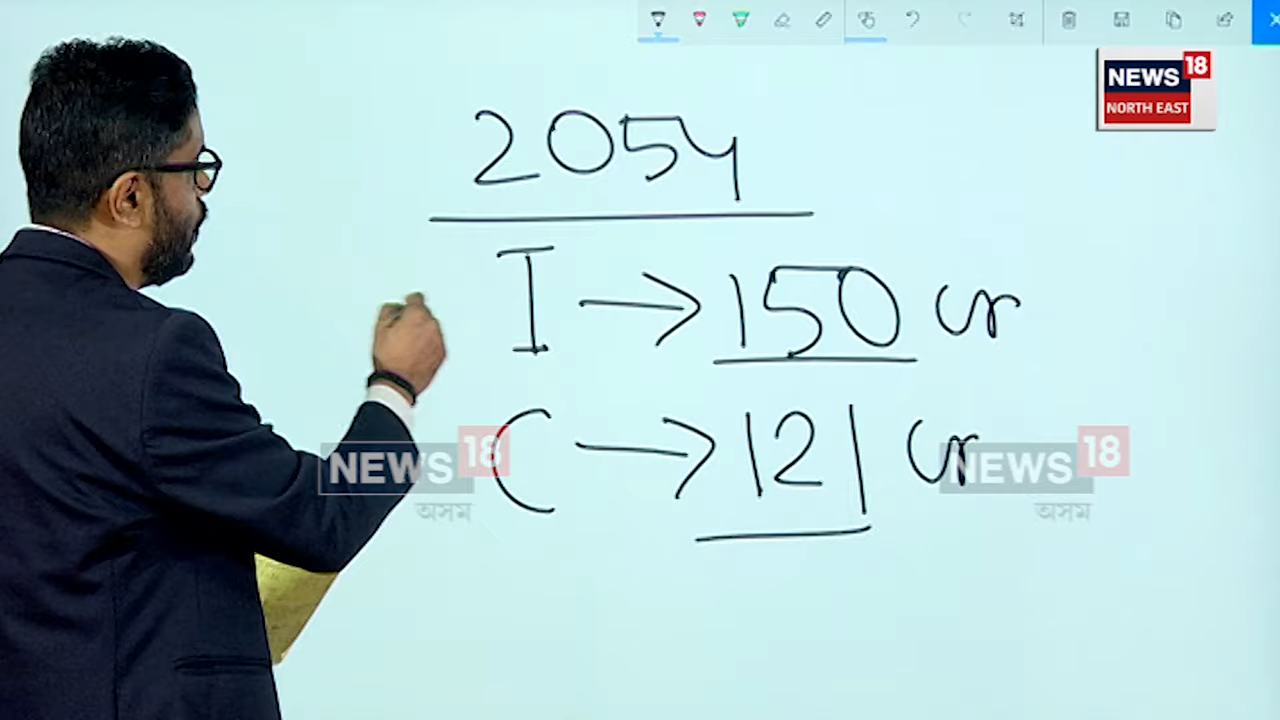 NEWS 18
NORTH EAST
2054
I → 150 cr
C → 121 cr
NEWS 18
অসম
NEWS 18
অসম